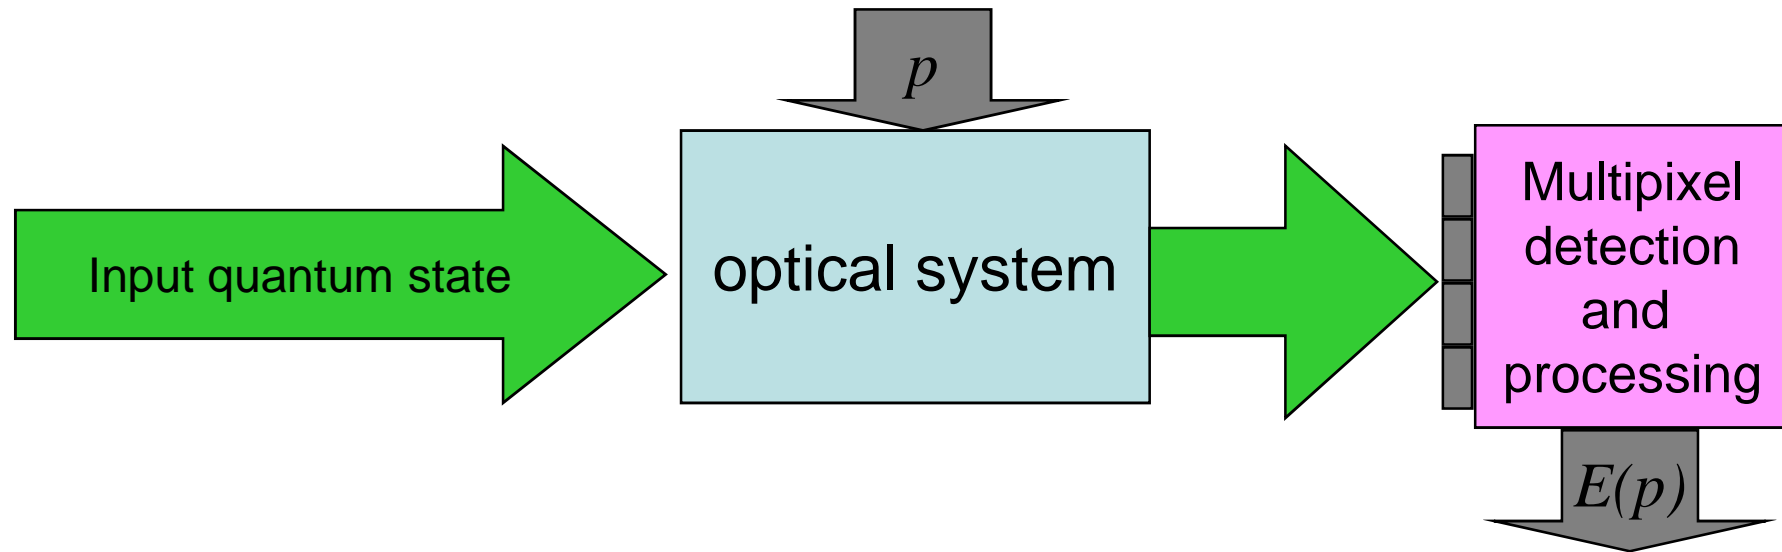 p
Input quantum state
optical system
Multipixel
detection
and
processing
E(p)